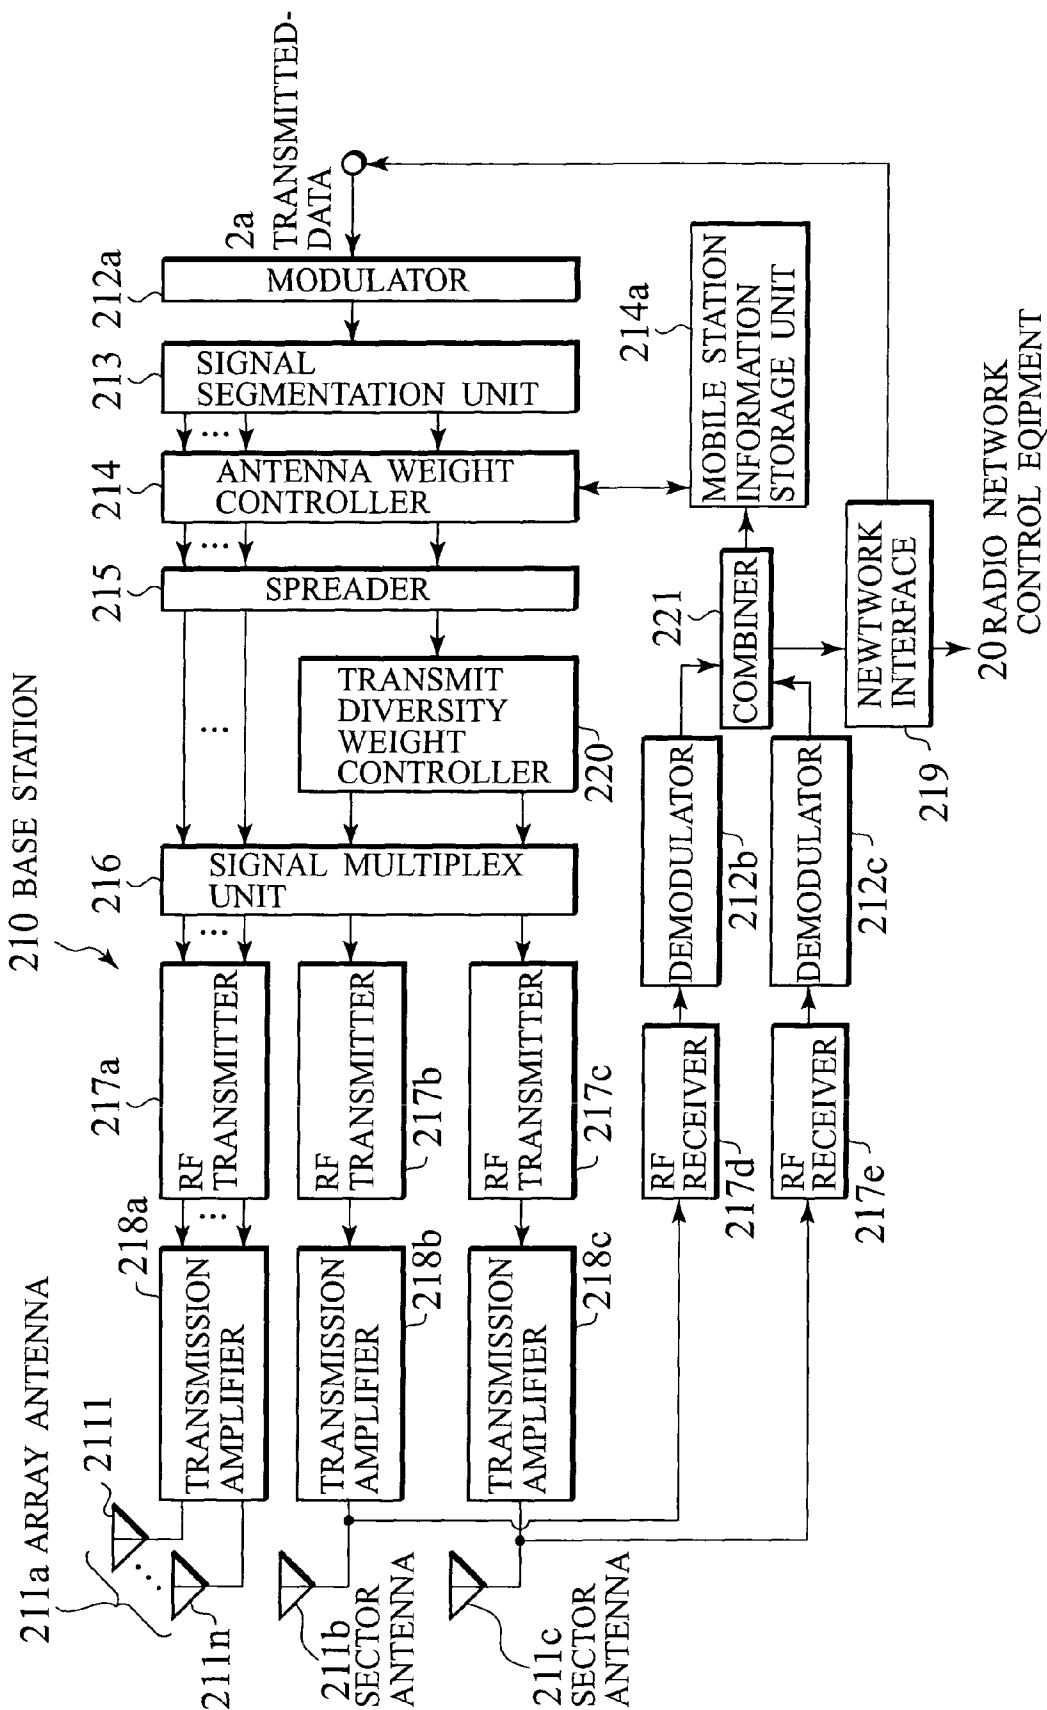 210 BASE STATION
211a ARRAY ANTENNA
2111
211n
218a
TRANSMISSION
AMPLIFIER
217a
RF
TRANSMITTER
216
SIGNAL MULTIPLEX
UNIT
215
SPREADER
214
ANTENNA WEIGHT
CONTROLLER
213
SIGNAL
SEGMENTATION UNIT
212a
MODULATOR
2a
TRANSMITTED-
DATA
211b
SECTOR
ANTENNA
TRANSMISSION
AMPLIFIER
218b
RF
TRANSMITTER
217b
TRANSMIT
DIVERSITY
WEIGHT
CONTROLLER
220
211c
SECTOR
ANTENNA
TRANSMISSION
AMPLIFIER
218c
RF
TRANSMITTER
217c
RF
RECEIVER
217d
DEMODULATOR
212b
221
COMBINER
214a
MOBILE STATION
INFORMATION
STORAGE UNIT
RF
RECEIVER
217e
DEMODULATOR
212c
NEWTWORK
INTERFACE
219
20 RADIO NETWORK
CONTROL EQIPMENT